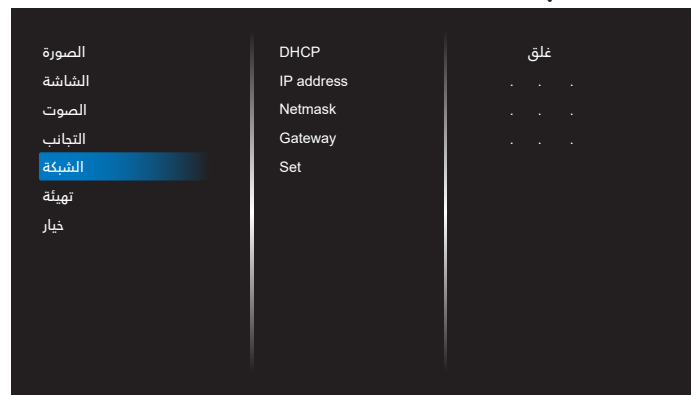 الصورة
الشاشة
الصوت
التجانب
الشبكة
تهيئة
خيار
DHCP غلق
IP address . . .
Netmask . . .
Gateway . . .
Set